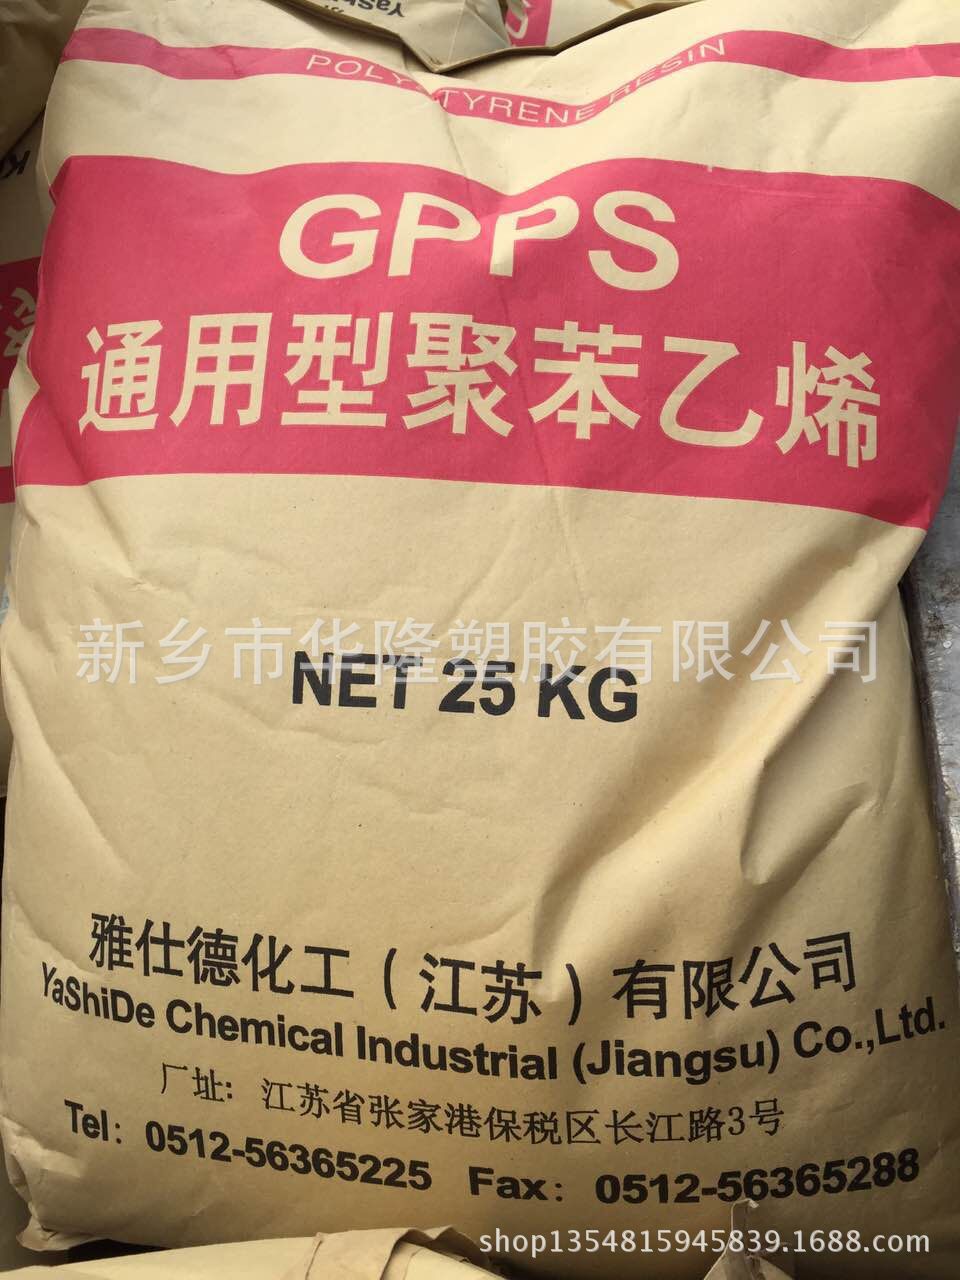 YaShi
POLYSTYRENE RESIN
GPPS
通用型聚苯乙烯
新乡市华隆塑胶有限公司
NET 25 KG
雅仕德化工（江苏）有限公司
YaShiDe Chemical Industrial (Jiangsu) Co.,Ltd.
厂址: 江苏省张家港保税区长江路3号
Tel: 0512-56365225 Fax: 0512-56365288
shop1354815945839.1688.com